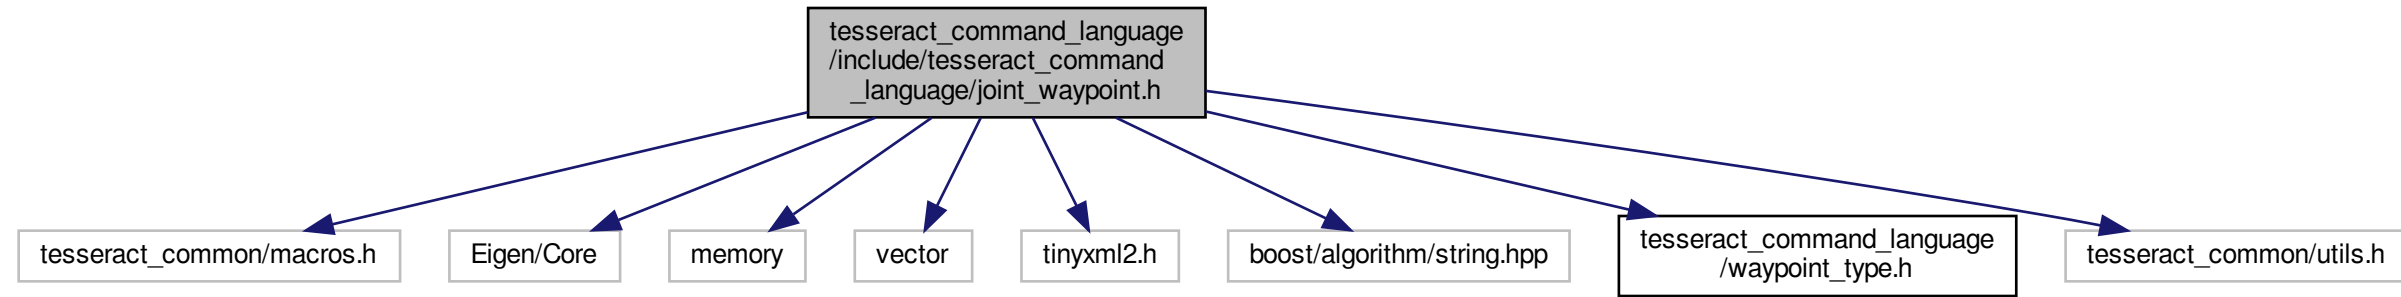 tesseract_command_language
/include/tesseract_command
_language/joint_waypoint.h
tesseract_common/macros.h
Eigen/Core
memory
vector
tinyxml2.h
boost/algorithm/string.hpp
tesseract_command_language
/waypoint_type.h
tesseract_common/utils.h